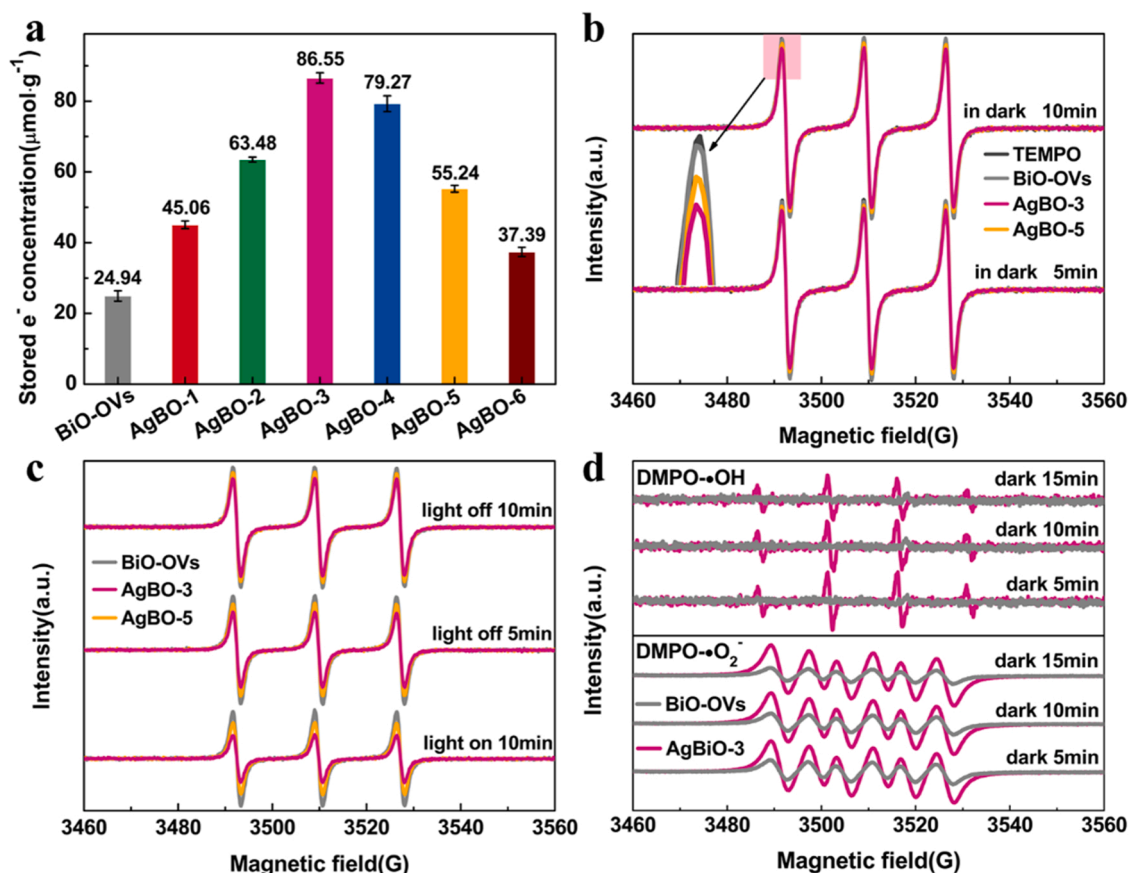 a
Stored e⁻ concentration(μmol·g⁻¹)
80
60
40
20
0
24.94
45.06
63.48
86.55
79.27
55.24
37.39
BiO-OVs
AgBO-1
AgBO-2
AgBO-3
AgBO-4
AgBO-5
AgBO-6
b
Intensity(a.u.)
in dark 10min
TEMPO
BiO-OVs
AgBO-3
AgBO-5
in dark 5min
3460 3480 3500 3520 3540 3560
Magnetic field(G)
c
Intensity(a.u.)
light off 10min
BiO-OVs
AgBO-3
AgBO-5
light off 5min
light on 10min
3460 3480 3500 3520 3540 3560
Magnetic field(G)
d
Intensity(a.u.)
DMPO-•OH
dark 15min
dark 10min
dark 5min
DMPO-•O₂⁻
dark 15min
BiO-OVs
dark 10min
AgBiO-3
dark 5min
3460 3480 3500 3520 3540 3560
Magnetic field(G)